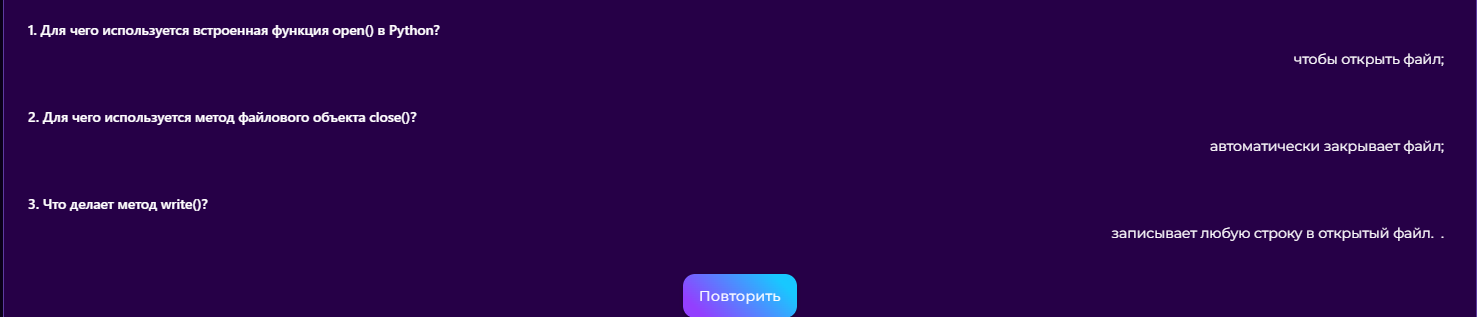 1. Для чего используется встроенная функция open() в Python?
чтобы открыть файл;
2. Для чего используется метод файлового объекта close()?
автоматически закрывает файл;
3. Что делает метод write()?
записывает любую строку в открытый файл. .
Повторить